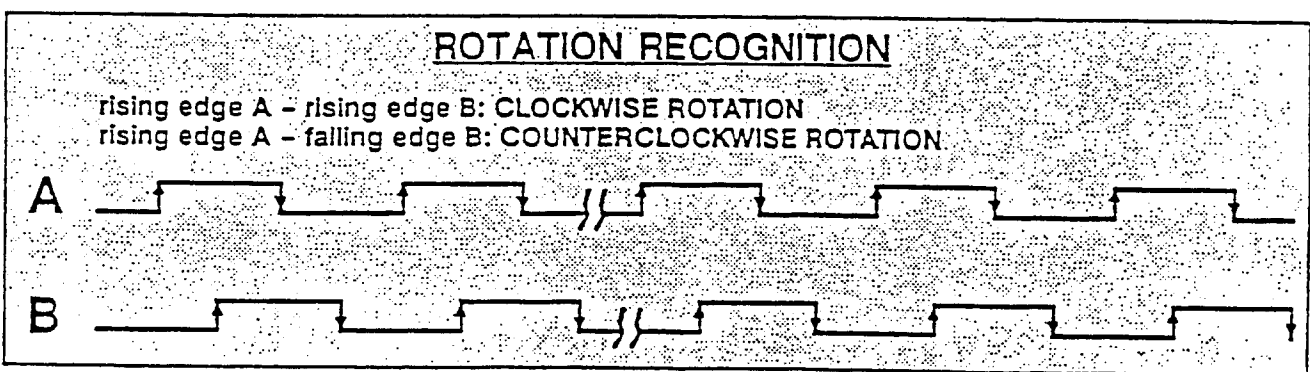 ROTATION RECOGNITION
rising edge A – rising edge B: CLOCKWISE ROTATION
rising edge A – falling edge B: COUNTERCLOCKWISE ROTATION
A
B